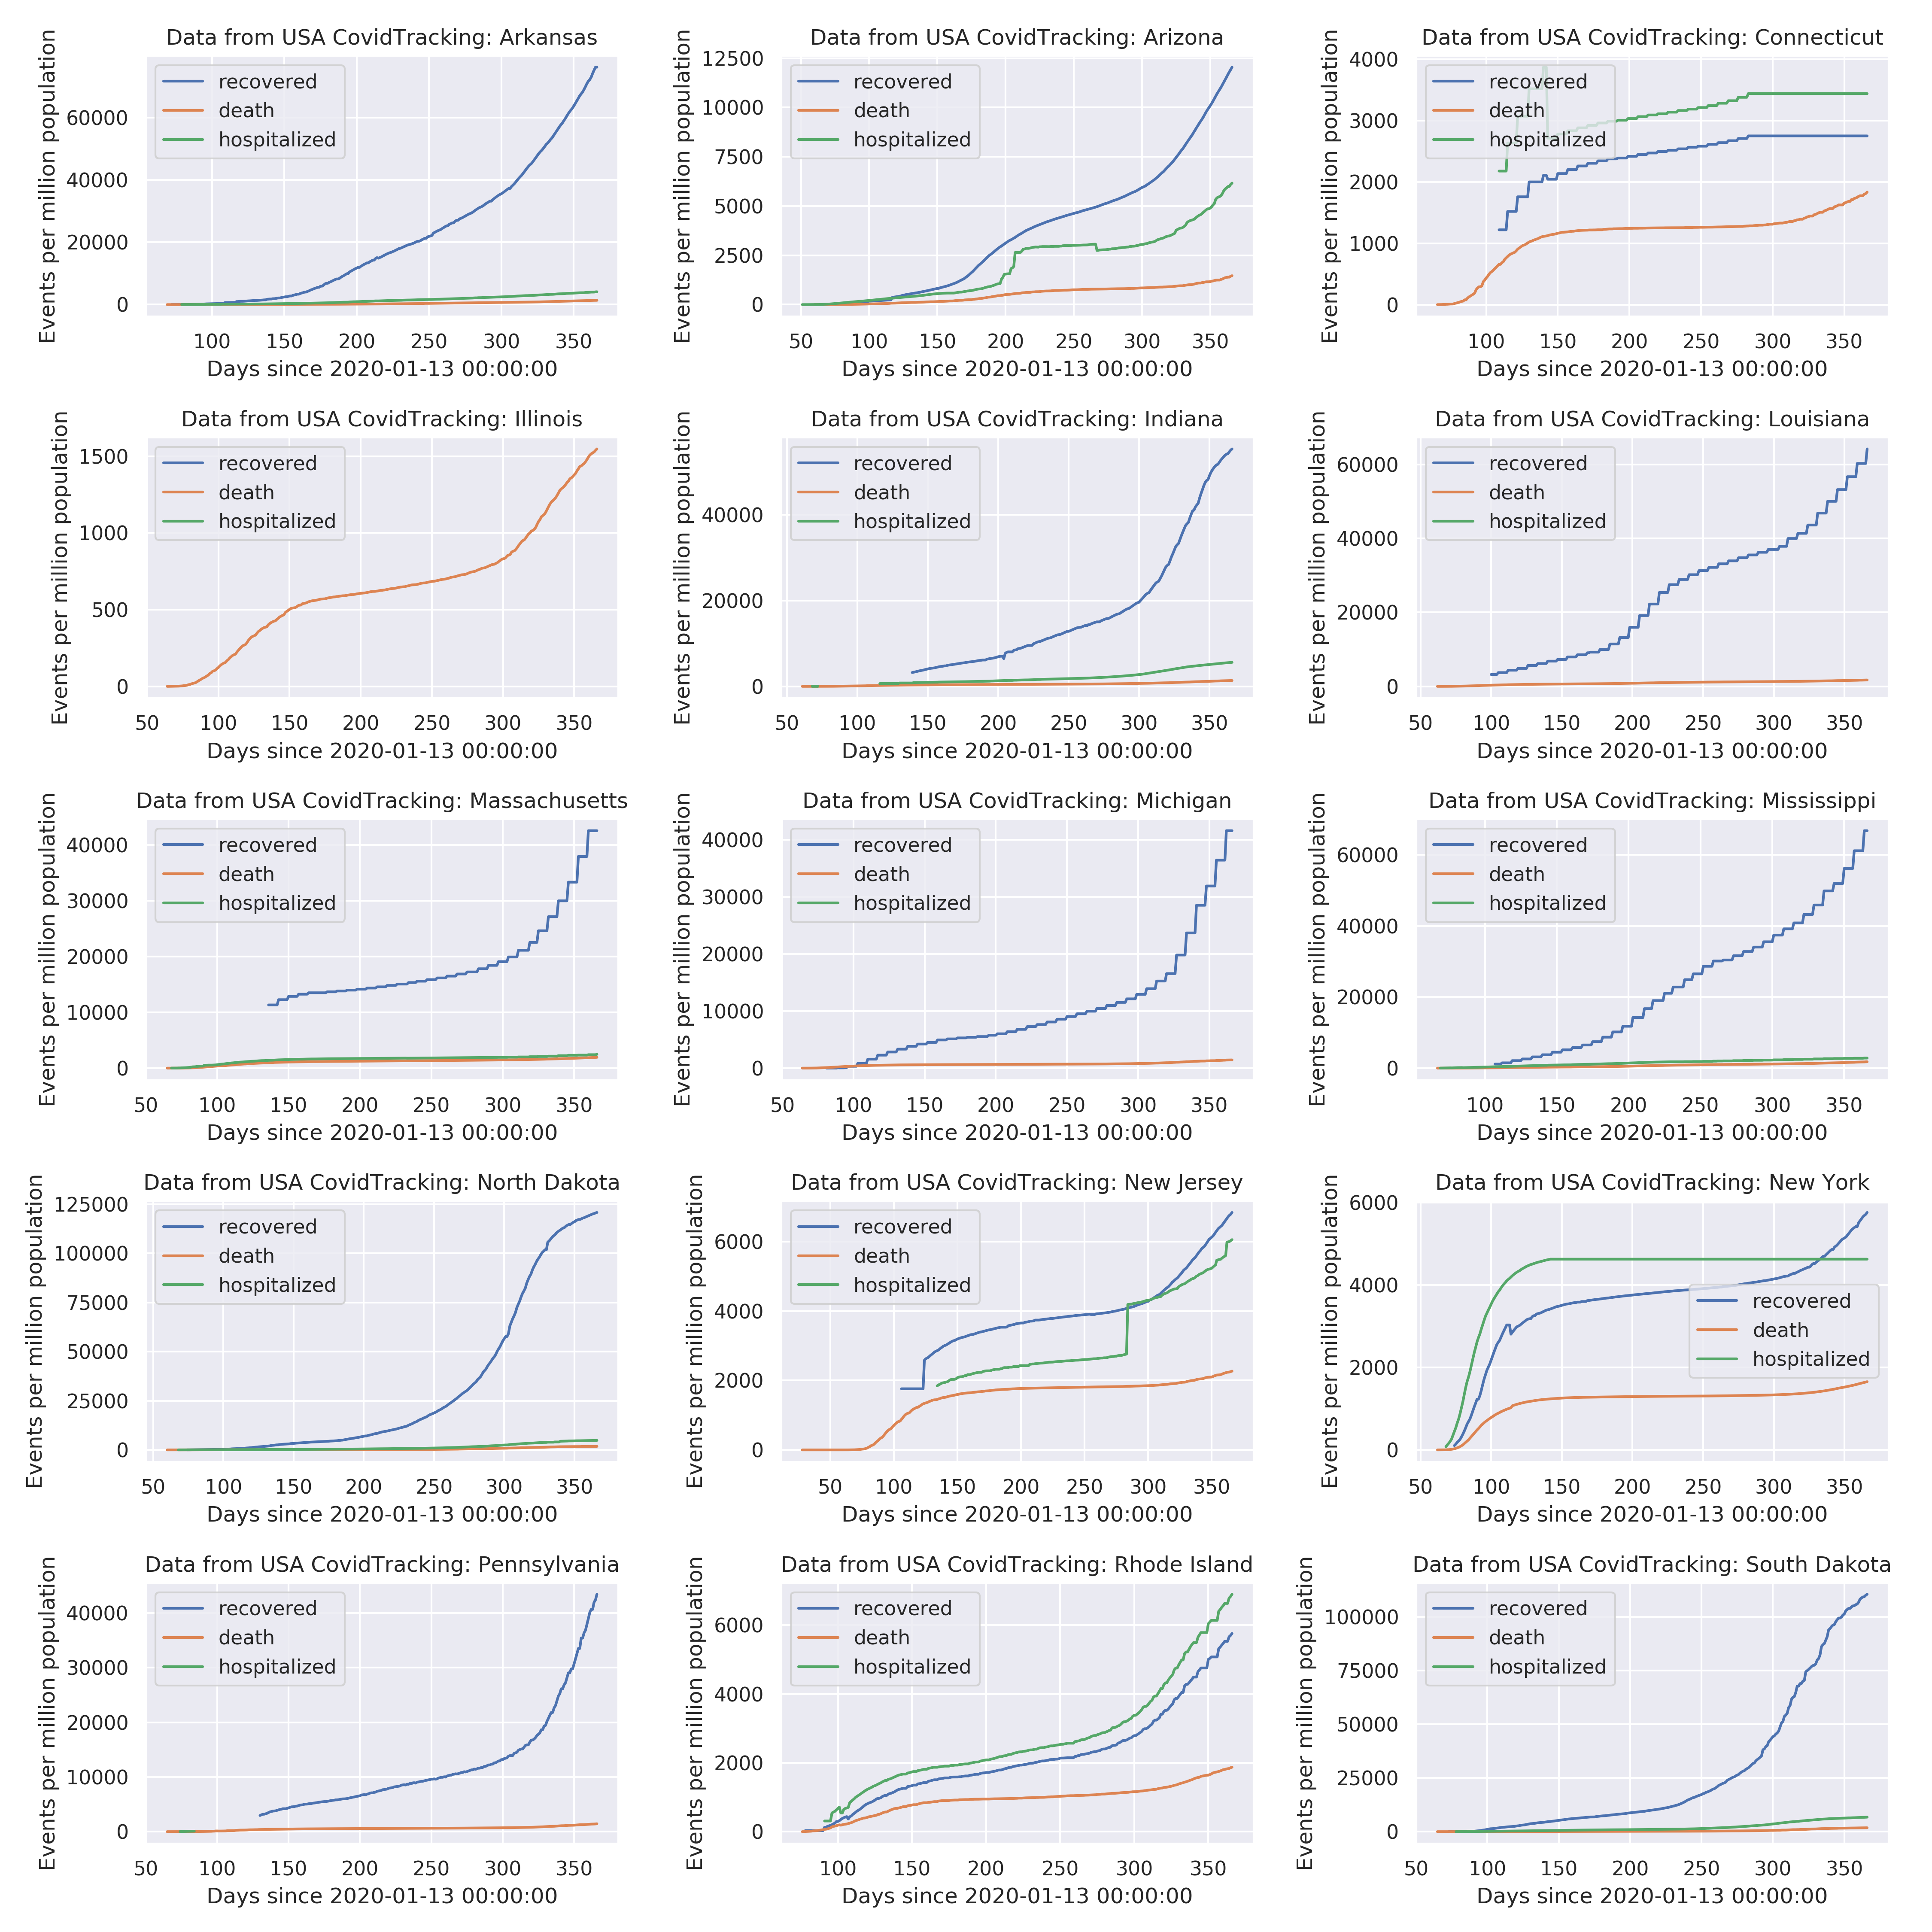 Data from USA CovidTracking: Arkansas
Events per million population
60000
40000
20000
0
recovered
death
hospitalized
100 150 200 250 300 350
Days since 2020-01-13 00:00:00
Data from USA CovidTracking: Arizona
Events per million population
12500
10000
7500
5000
2500
0
recovered
death
hospitalized
50 100 150 200 250 300 350
Days since 2020-01-13 00:00:00
Data from USA CovidTracking: Connecticut
Events per million population
4000
3000
2000
1000
0
recovered
death
hospitalized
100 150 200 250 300 350
Days since 2020-01-13 00:00:00
Data from USA CovidTracking: Illinois
Events per million population
1500
1000
500
0
recovered
death
hospitalized
50 100 150 200 250 300 350
Days since 2020-01-13 00:00:00
Data from USA CovidTracking: Indiana
Events per million population
40000
20000
0
recovered
death
hospitalized
50 100 150 200 250 300 350
Days since 2020-01-13 00:00:00
Data from USA CovidTracking: Louisiana
Events per million population
60000
40000
20000
0
recovered
death
hospitalized
50 100 150 200 250 300 350
Days since 2020-01-13 00:00:00
Data from USA CovidTracking: Massachusetts
Events per million population
40000
30000
20000
10000
0
recovered
death
hospitalized
50 100 150 200 250 300 350
Days since 2020-01-13 00:00:00
Data from USA CovidTracking: Michigan
Events per million population
40000
30000
20000
10000
0
recovered
death
hospitalized
50 100 150 200 250 300 350
Days since 2020-01-13 00:00:00
Data from USA CovidTracking: Mississippi
Events per million population
60000
40000
20000
0
recovered
death
hospitalized
100 150 200 250 300 350
Days since 2020-01-13 00:00:00
Data from USA CovidTracking: North Dakota
Events per million population
125000
100000
75000
50000
25000
0
recovered
death
hospitalized
50 100 150 200 250 300 350
Days since 2020-01-13 00:00:00
Data from USA CovidTracking: New Jersey
Events per million population
6000
4000
2000
0
recovered
death
hospitalized
50 100 150 200 250 300 350
Days since 2020-01-13 00:00:00
Data from USA CovidTracking: New York
Events per million population
6000
4000
2000
0
recovered
death
hospitalized
50 100 150 200 250 300 350
Days since 2020-01-13 00:00:00
Data from USA CovidTracking: Pennsylvania
Events per million population
40000
30000
20000
10000
0
recovered
death
hospitalized
50 100 150 200 250 300 350
Days since 2020-01-13 00:00:00
Data from USA CovidTracking: Rhode Island
Events per million population
6000
4000
2000
0
recovered
death
hospitalized
100 150 200 250 300 350
Days since 2020-01-13 00:00:00
Data from USA CovidTracking: South Dakota
Events per million population
100000
75000
50000
25000
0
recovered
death
hospitalized
50 100 150 200 250 300 350
Days since 2020-01-13 00:00:00